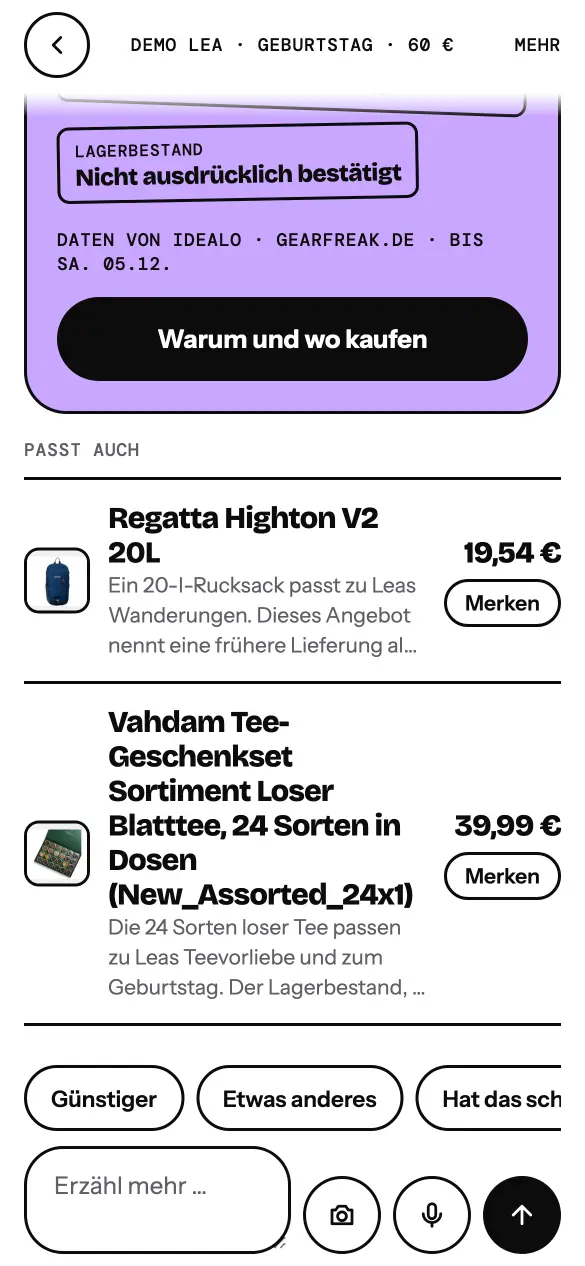 DEMO LEA · GEBURTSTAG · 60 €
MEHR
LAGERBESTAND
Nicht ausdrücklich bestätigt
DATEN VON IDEALO · GEARFREAK.DE · BIS
SA. 05.12.
Warum und wo kaufen
PASST AUCH
Regatta Highton V2
20L
19,54 €
Ein 20-l-Rucksack passt zu Leas
Wanderungen. Dieses Angebot
nennt eine frühere Lieferung al…
Merken
Vahdam Tee-
Geschenkset
Sortiment Loser
Blatttee, 24 Sorten in
Dosen
(New_Assorted_24x1)
39,99 €
Die 24 Sorten loser Tee passen
zu Leas Teevorliebe und zum
Geburtstag. Der Lagerbestand, …
Merken
Günstiger
Etwas anderes
Hat das sch
Erzähl mehr …